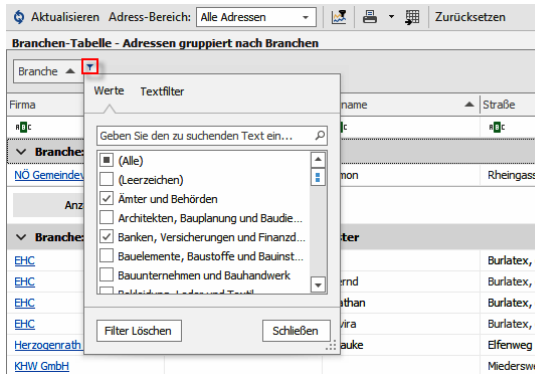 Aktualisieren Adress-Bereich: Alle Adressen Zurücksetzen
Branchen-Tabelle - Adressen gruppiert nach Branchen
Branche
Werte Textfilter
Firma name Straße
Geben Sie den zu suchenden Text ein...
(Alle)
Branche:
(Leerzeichen)
NÖ Gemeindev mon Rheingass
Ämter und Behörden
Anz
Architekten, Bauplanung und Baudie...
Branche: Banken, Versicherungen und Finanzd... ster
Bauelemente, Baustoffe und Bauinst...
EHC Burlatex,
Bauunternehmen und Bauhandwerk
EHC ernd Burlatex,
EHC athan Burlatex,
EHC vira Burlatex,
Filter Löschen Schließen
Herzogenrath auke Elfenweg
KHW GmbH Miederswe